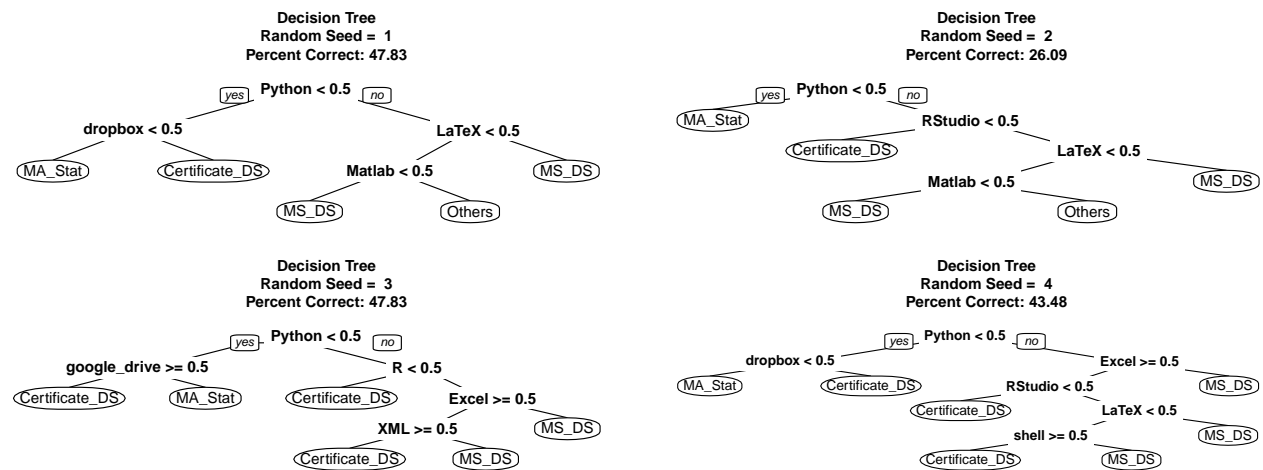 Decision Tree
Random Seed = 1
Percent Correct: 47.83
yes Python < 0.5 no
dropbox < 0.5 LaTeX < 0.5
MA_Stat Certificate_DS Matlab < 0.5 MS_DS
MS_DS Others
Decision Tree
Random Seed = 2
Percent Correct: 26.09
yes Python < 0.5 no
MA_Stat RStudio < 0.5
Certificate_DS LaTeX < 0.5
Matlab < 0.5 MS_DS
MS_DS Others
Decision Tree
Random Seed = 3
Percent Correct: 47.83
yes Python < 0.5 no
google_drive >= 0.5 R < 0.5
Certificate_DS MA_Stat Certificate_DS Excel >= 0.5
XML >= 0.5 MS_DS
Certificate_DS MS_DS
Decision Tree
Random Seed = 4
Percent Correct: 43.48
yes Python < 0.5 no
dropbox < 0.5 Excel >= 0.5
MA_Stat Certificate_DS RStudio < 0.5 MS_DS
Certificate_DS LaTeX < 0.5
shell >= 0.5 MS_DS
Certificate_DS MS_DS